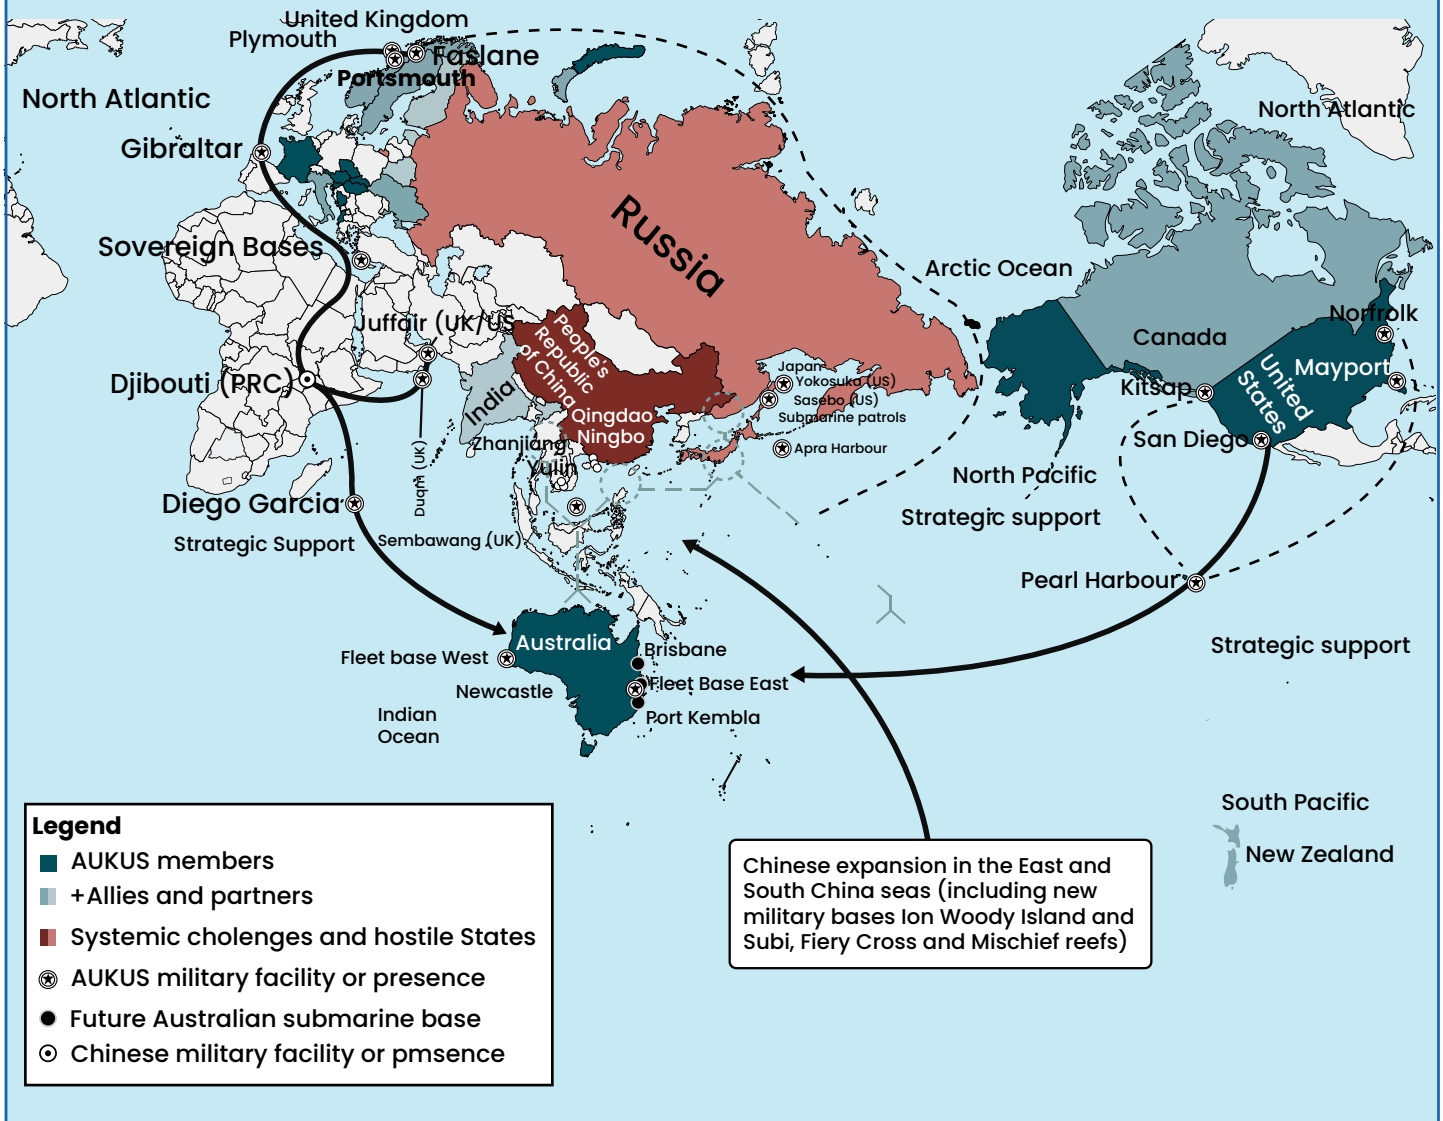 United Kingdom
Plymouth
Faslane
Portsmouth
North Atlantic
North Atlantic
Gibraltar
Russia
Sovereign Bases
Arctic Ocean
Juffair (UK/US
Norfrolk
People's
Republic
of China
Canada
United
States
Mayport
Japan
Yokosuka (US)
Sasebo (US)
Submarine patrols
Djibouti (PRC)
India
Kitsap
Qingdao
Ningbo
Zhanjiang
San Diego
Apra Harbour
Yulin
Duqm (UK)
North Pacific
Diego Garcia
Strategic support
Strategic Support
Sembawang (UK)
Pearl Harbour
Australia
Brisbane
Strategic support
Fleet base West
Fleet Base East
Newcastle
Port Kembla
Indian
Ocean
South Pacific
New Zealand
Legend
AUKUS members
+Allies and partners
Systemic cholenges and hostile States
AUKUS military facility or presence
Future Australian submarine base
Chinese military facility or pmsence
Chinese expansion in the East and
South China seas (including new
military bases Ion Woody Island and
Subi, Fiery Cross and Mischief reefs)